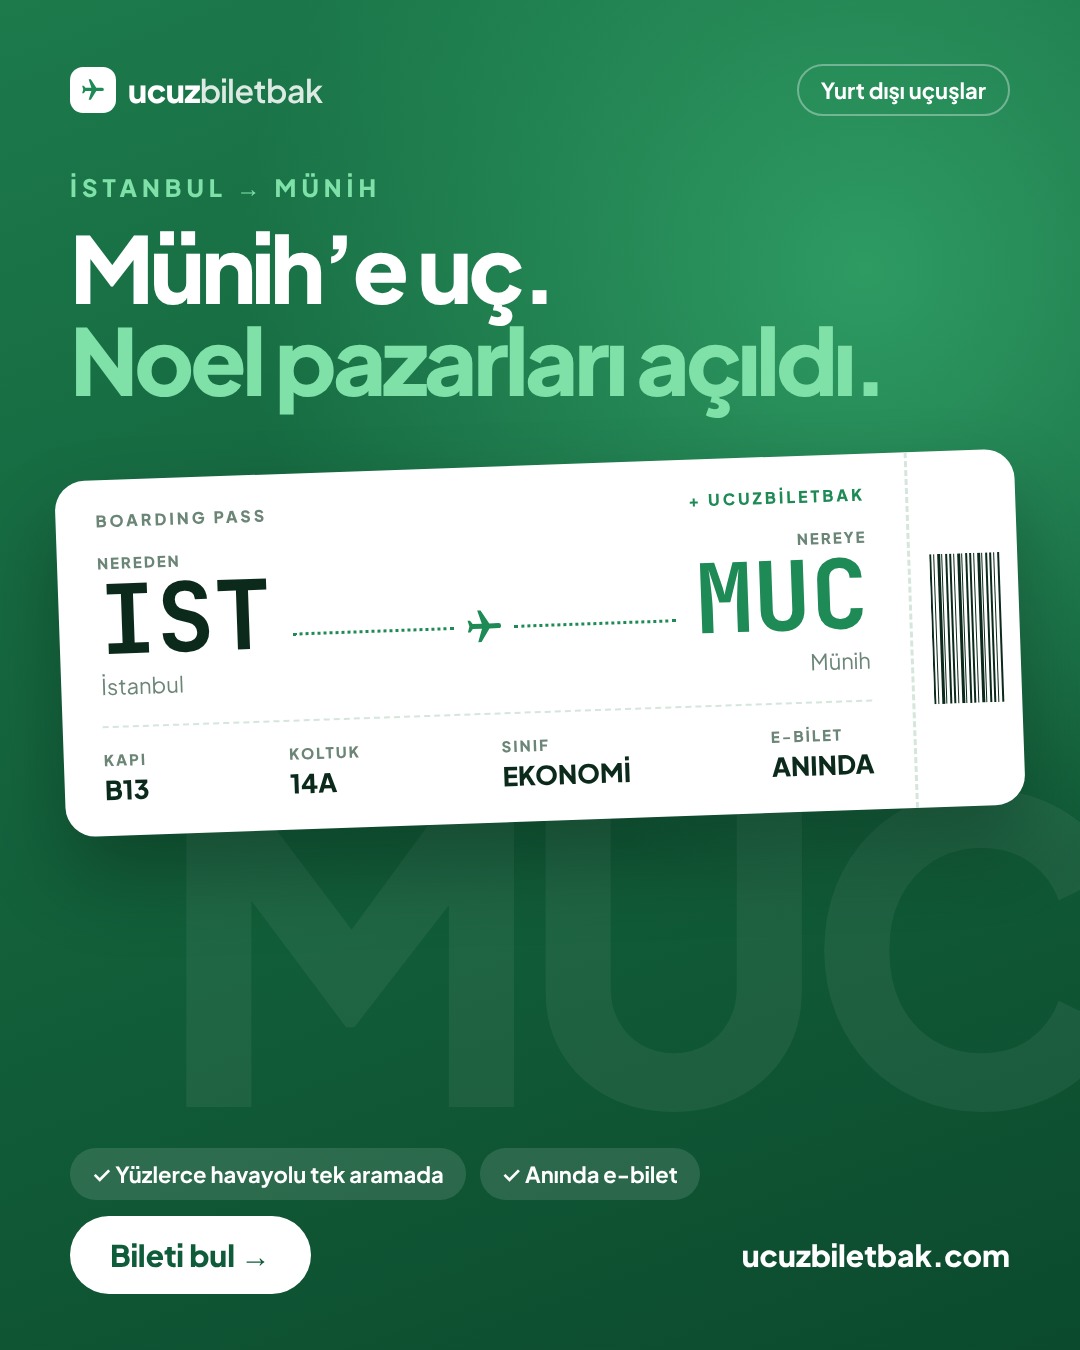 ucuzbiletbak
Yurt dışı uçuşlar
İSTANBUL → MÜNİH
Münih’e uç.
Noel pazarları açıldı.
BOARDING PASS
+ UCUZBİLETBAK
NEREDEN
NEREYE
IST
MUC
İstanbul
Münih
KAPI
KOLTUK
SINIF
E-BİLET
B13
14A
EKONOMİ
ANINDA
MUC
✓ Yüzlerce havayolu tek aramada
✓ Anında e-bilet
Bileti bul →
ucuzbiletbak.com